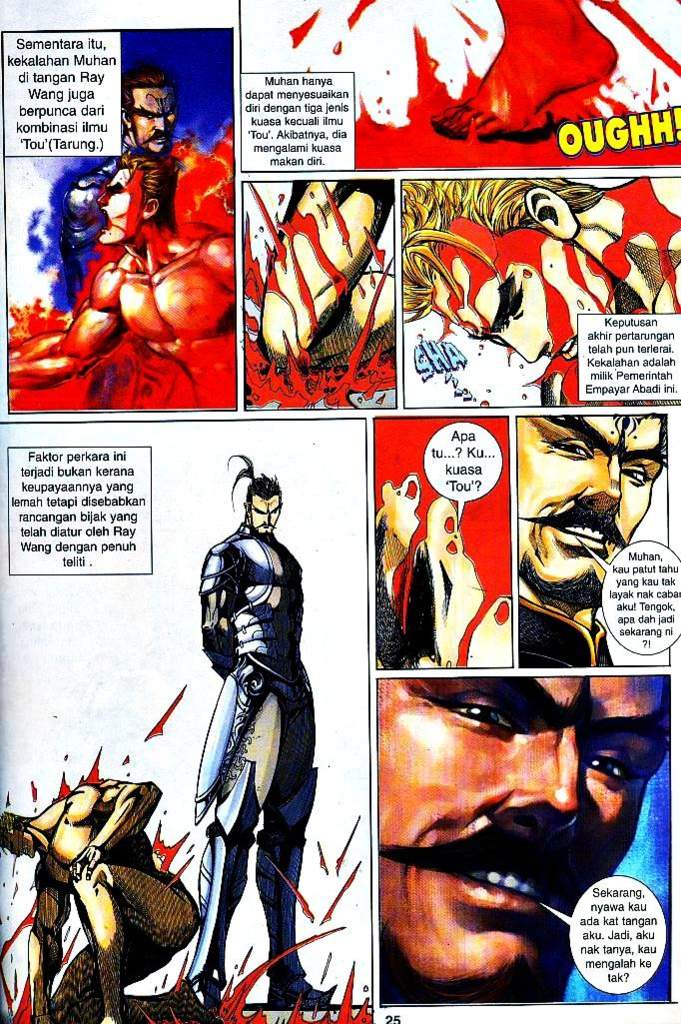 Sementara itu,
kekalahan Muhan
di tangan Ray
Wang juga
berpunca dari
kombinasi ilmu
'Tou'(Tarung.)
Muhan hanya
dapat menyesuaikan
diri dengan tiga jenis
kuasa kecuali ilmu
'Tou'. Akibatnya, dia
mengalami kuasa
makan diri.
OUGHH!
GHA
Keputusan
akhir pertarungan
telah pun terlerai.
Kekalahan adalah
milik Pemerintah
Empayar Abadi ini.
Faktor perkara ini
terjadi bukan kerana
keupayaannya yang
lemah tetapi disebabkan
rancangan bijak yang
telah diatur oleh Ray
Wang dengan penuh
teliti .
Apa
tu...? Ku...
kuasa
'Tou'?
Muhan,
kau patut tahu
yang kau tak
layak nak cabar
aku! Tengok,
apa dah jadi
sekarang ni
?!
Sekarang,
nyawa kau
ada kat tangan
aku. Jadi, aku
nak tanya, kau
mengalah ke
tak?
25